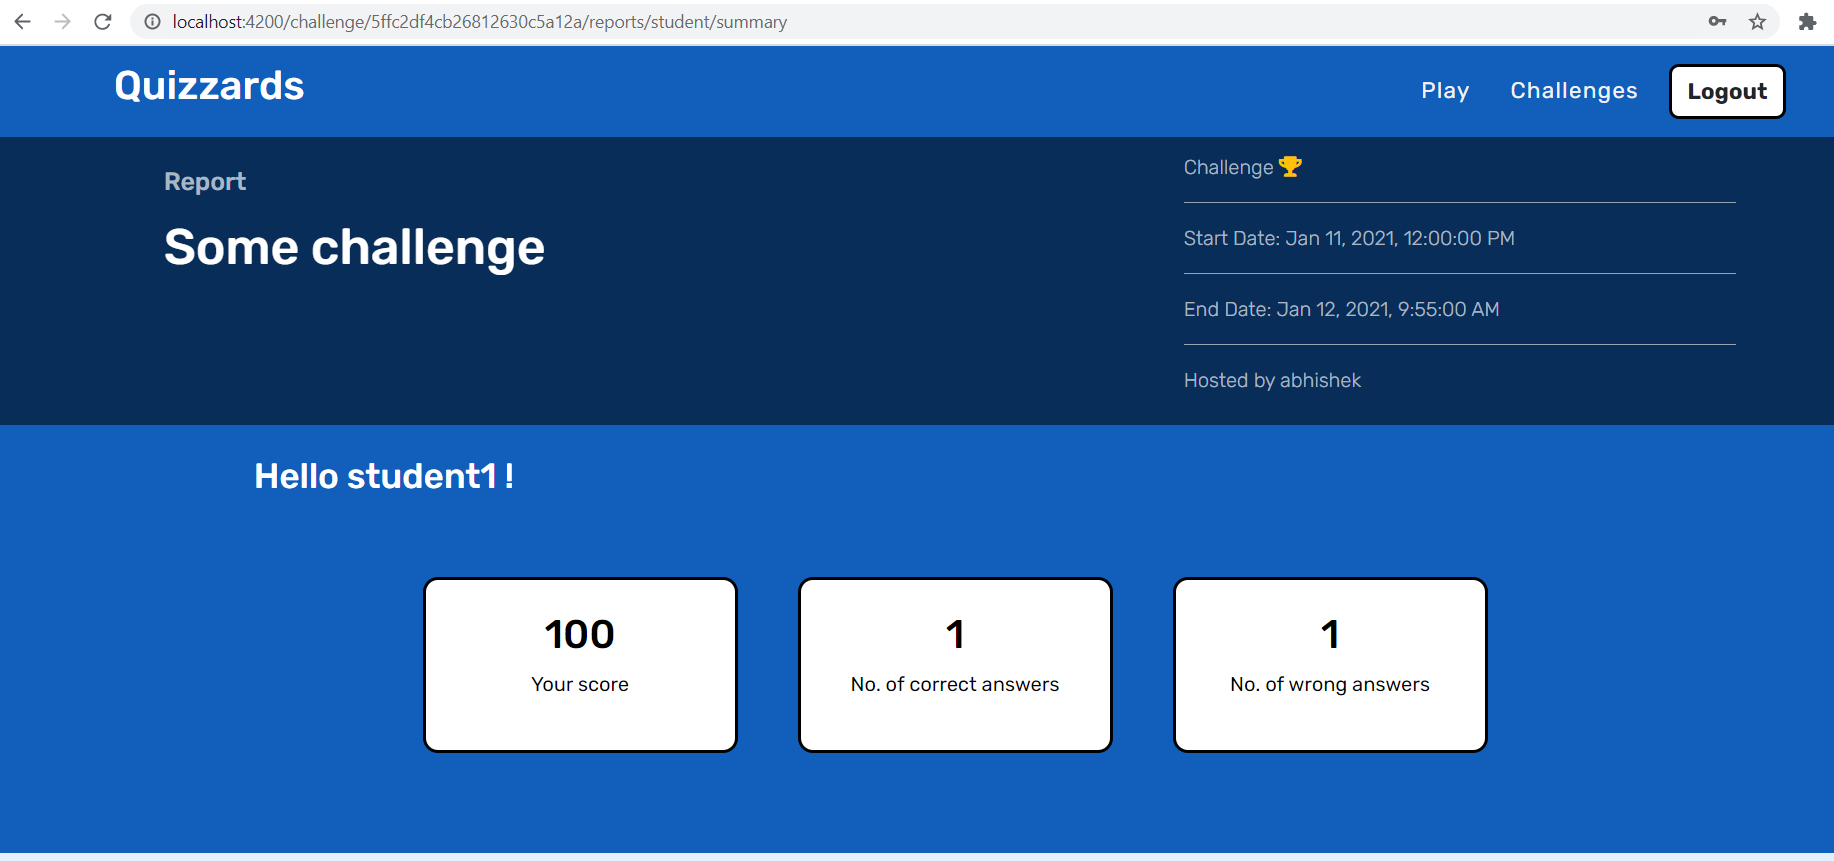 localhost:4200/challenge/5ffc2df4cb26812630c5a12a/reports/student/summary
Quizzards
Play
Challenges
Logout
Report
Some challenge
Challenge
Start Date: Jan 11, 2021, 12:00:00 PM
End Date: Jan 12, 2021, 9:55:00 AM
Hosted by abhishek
Hello student1 !
100
Your score
1
No. of correct answers
1
No. of wrong answers